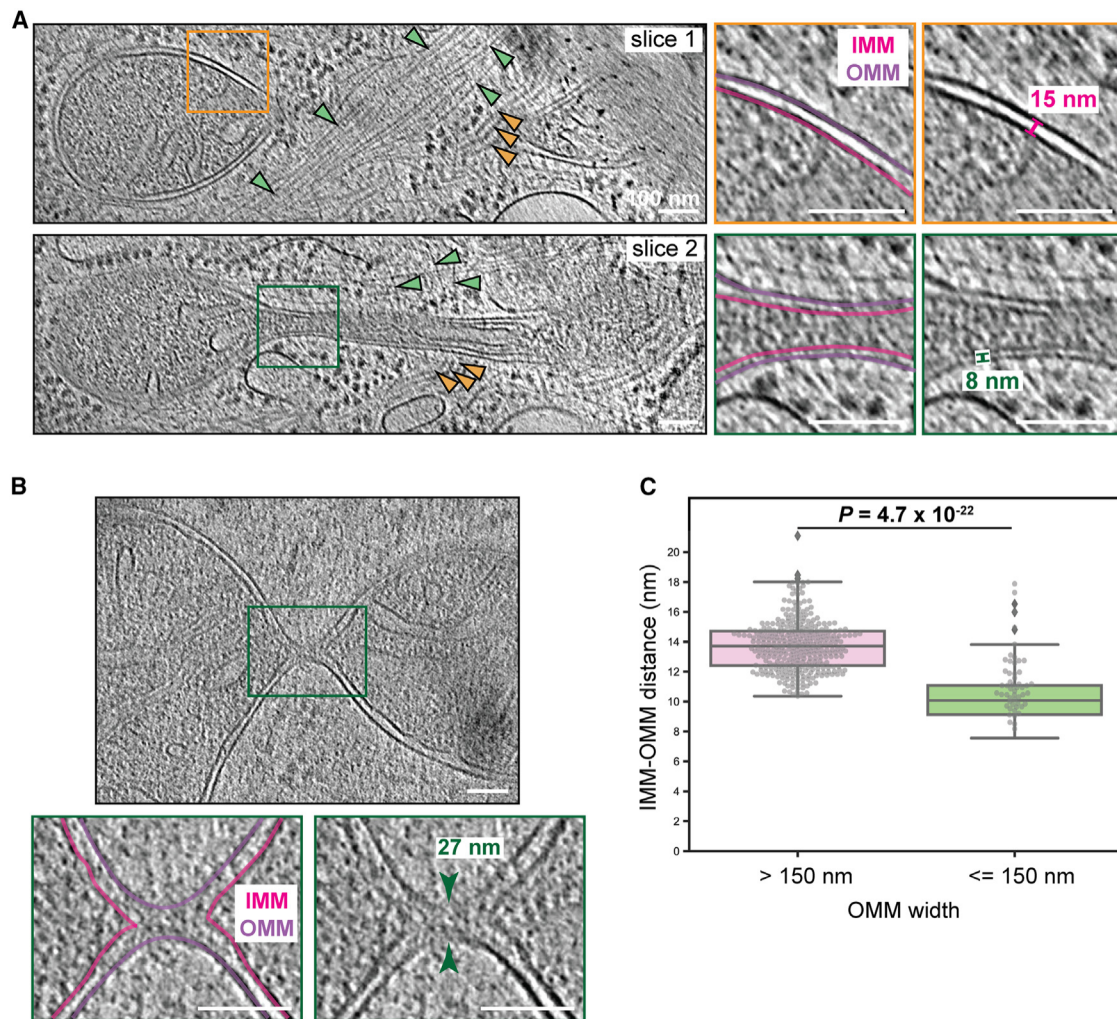 A
slice 1
100 nm
IMM
OMM
15 nm
slice 2
8 nm
B
27 nm
IMM
OMM
C
P = 4.7 x 10-22
IMM-OMM distance (nm)
20
18
16
14
12
10
8
6
4
2
0
> 150 nm
<= 150 nm
OMM width